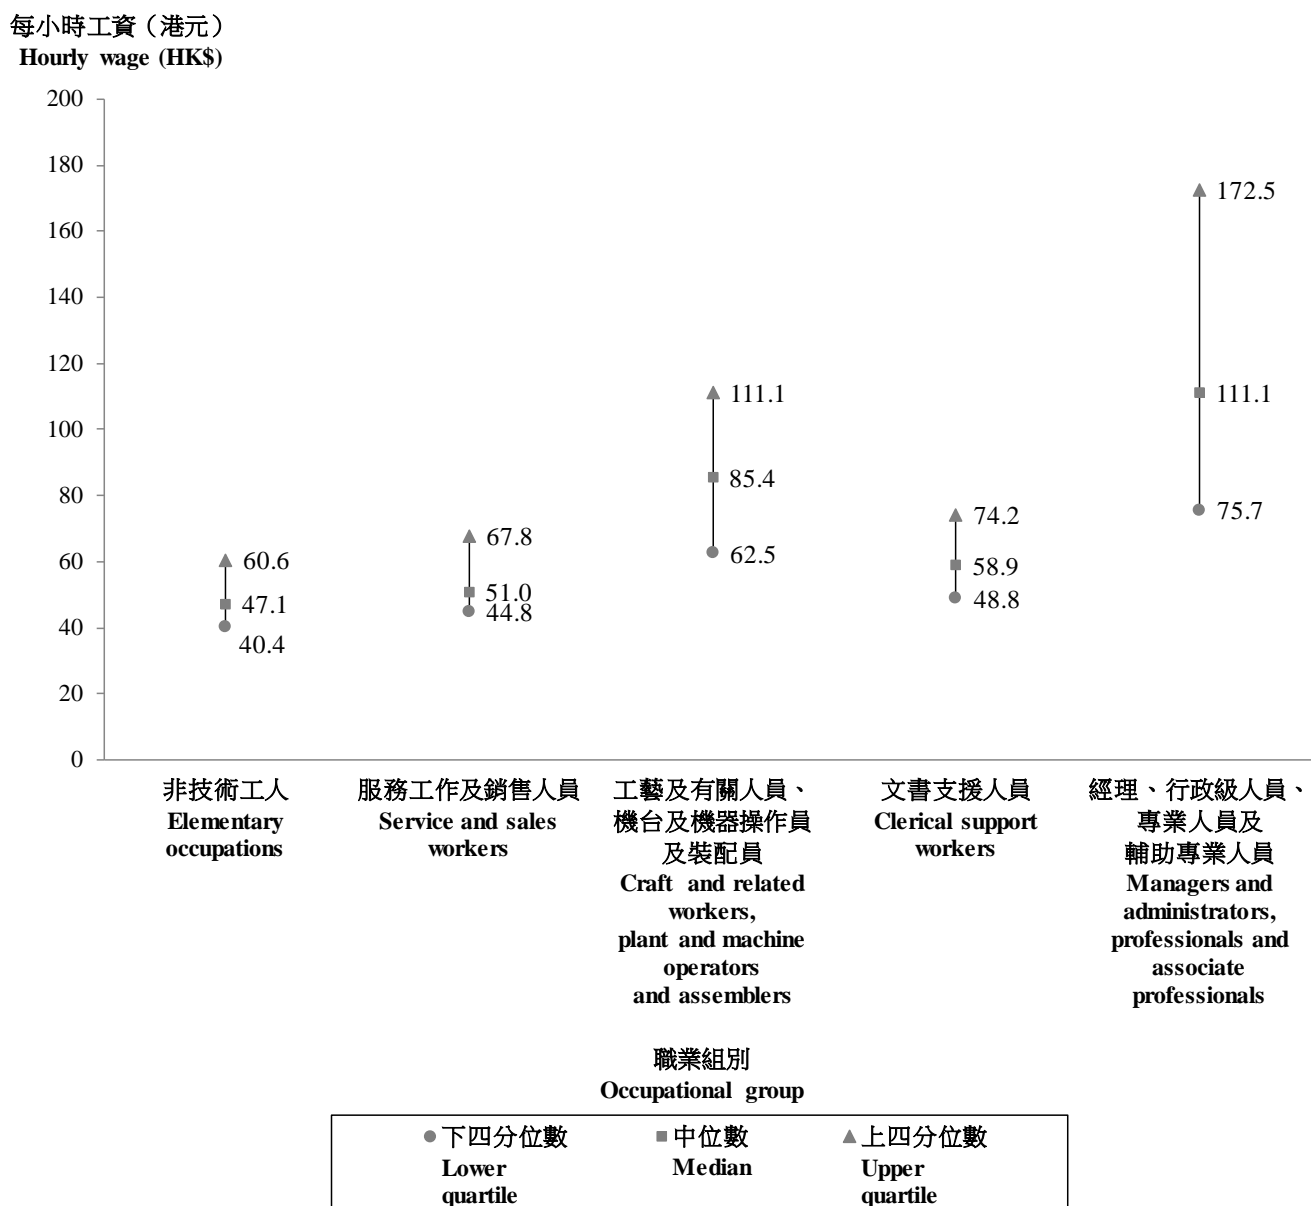 每小時工資（港元）
Hourly wage (HK$)
200
180
160
140
120
100
80
60
40
20
0
60.6
47.1
40.4
67.8
51.0
44.8
111.1
85.4
62.5
74.2
58.9
48.8
172.5
111.1
75.7
非技術工人
Elementary
occupations
服務工作及銷售人員
Service and sales
workers
工藝及有關人員、
機台及機器操作員
及裝配員
Craft and related
workers,
plant and machine
operators
and assemblers
文書支援人員
Clerical support
workers
經理、行政級人員、
專業人員及
輔助專業人員
Managers and
administrators,
professionals and
associate
professionals
職業組別
Occupational group
下四分位數
Lower
quartile
中位數
Median
上四分位數
Upper
quartile